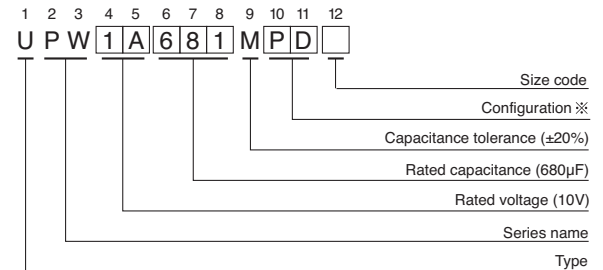 1 2 3 4 5 6 7 8 9 10 11 12
U P W 1 A 6 8 1 M P D
Size code
Configuration ※
Capacitance tolerance (±20%)
Rated capacitance (680µF)
Rated voltage (10V)
Series name
Type